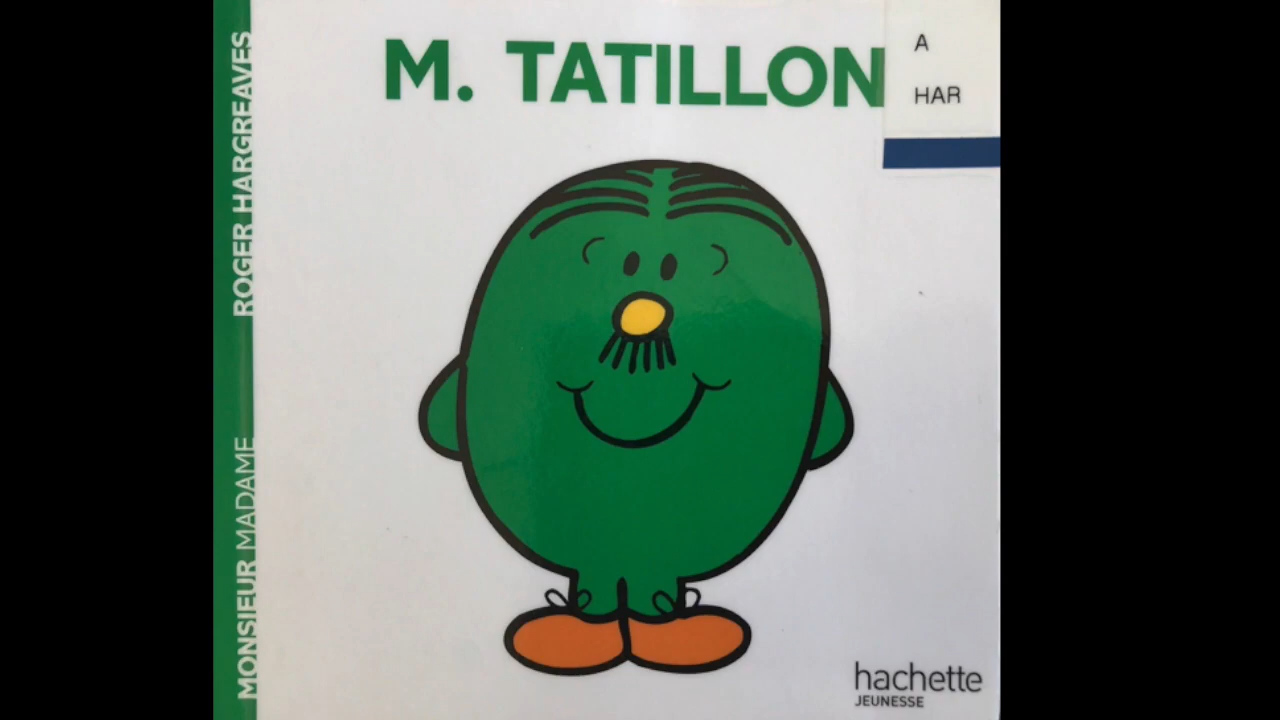 M. TATILLON
A
HAR
ROGER HARGREAVES
MONSIEUR MADAME
hachette
JEUNESSE